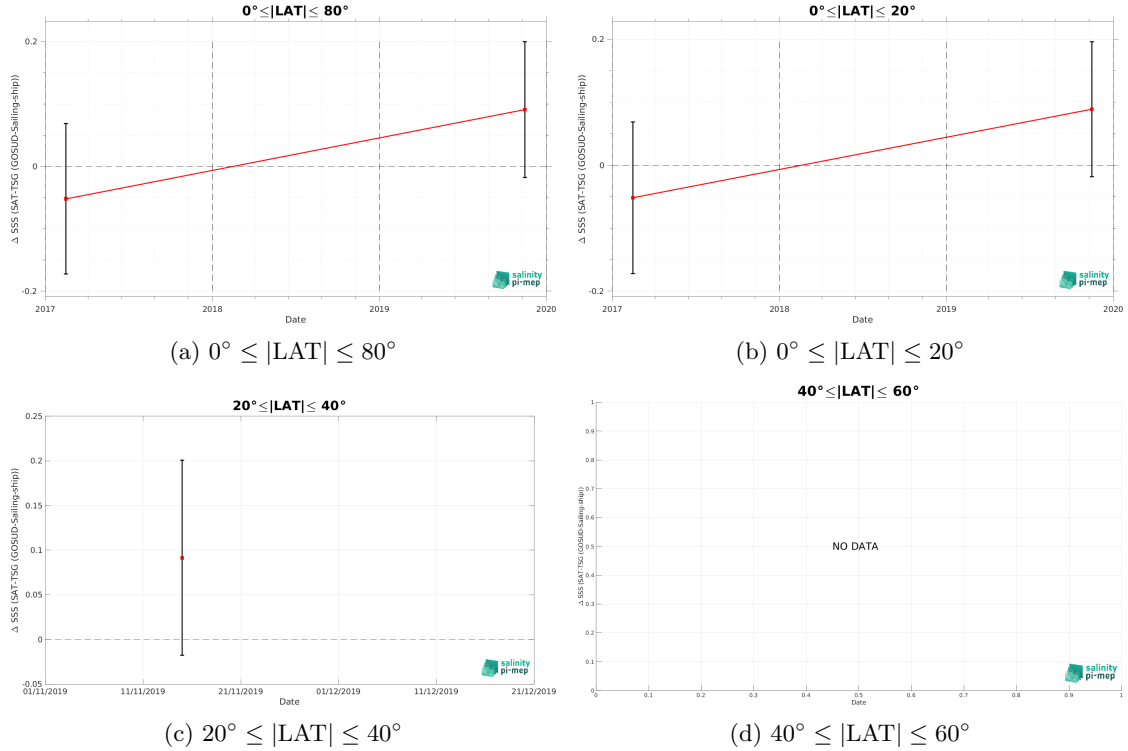 0°≤|LAT|≤ 80°
Δ SSS (SAT-TSG (GOSUD-Sailing-ship))
0.2
0
-0.2
2017 2018 2019 2020
Date
salinity
pi-mep
(a) 0° ≤ |LAT| ≤ 80°
0°≤|LAT|≤ 20°
Δ SSS (SAT-TSG (GOSUD-Sailing-ship))
0.2
0
-0.2
2017 2018 2019 2020
Date
salinity
pi-mep
(b) 0° ≤ |LAT| ≤ 20°
20°≤|LAT|≤ 40°
Δ SSS (SAT-TSG (GOSUD-Sailing-ship))
0.25
0.2
0.15
0.1
0.05
0
-0.05
01/11/2019 11/11/2019 21/11/2019 01/12/2019 11/12/2019 21/12/2019
Date
salinity
pi-mep
(c) 20° ≤ |LAT| ≤ 40°
40°≤|LAT|≤ 60°
Δ SSS (SAT-TSG (GOSUD-Sailing-ship))
1
0.9
0.8
0.7
0.6
0.5
0.4
0.3
0.2
0.1
0
NO DATA
0 0.1 0.2 0.3 0.4 0.5 0.6 0.7 0.8 0.9 1
Date
salinity
pi-mep
(d) 40° ≤ |LAT| ≤ 60°